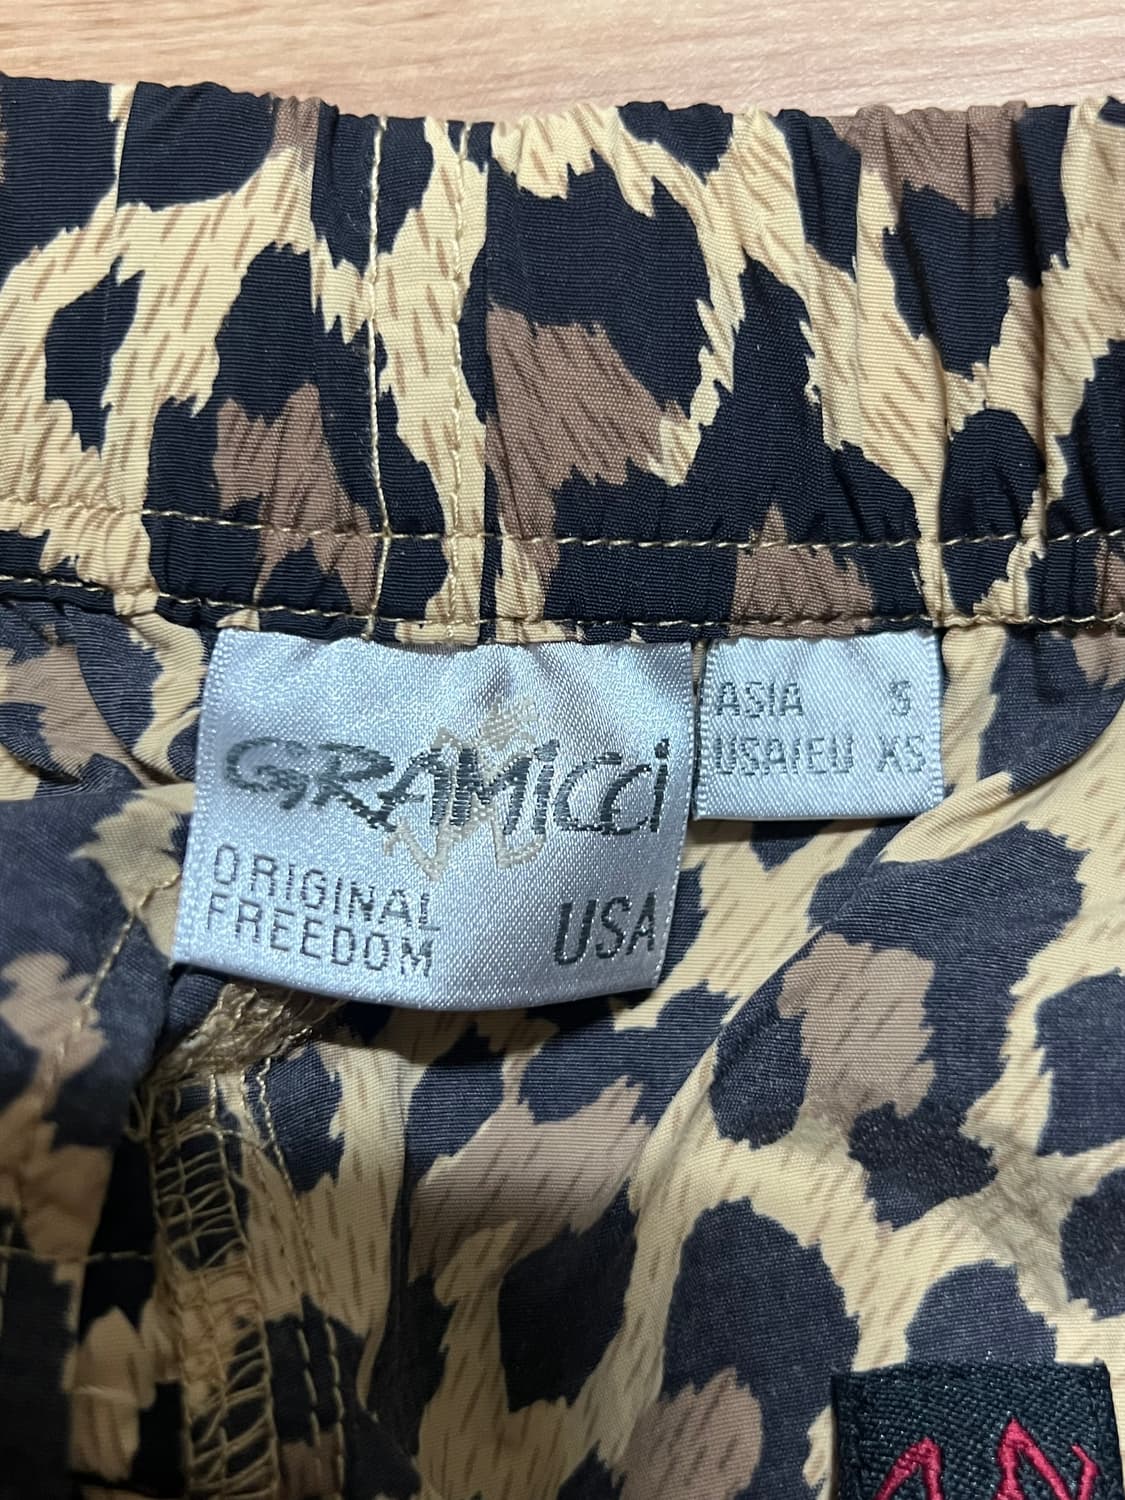 GRAMICCI
ORIGINAL
FREEDOM
USA
ASIA S
USA/EU XS